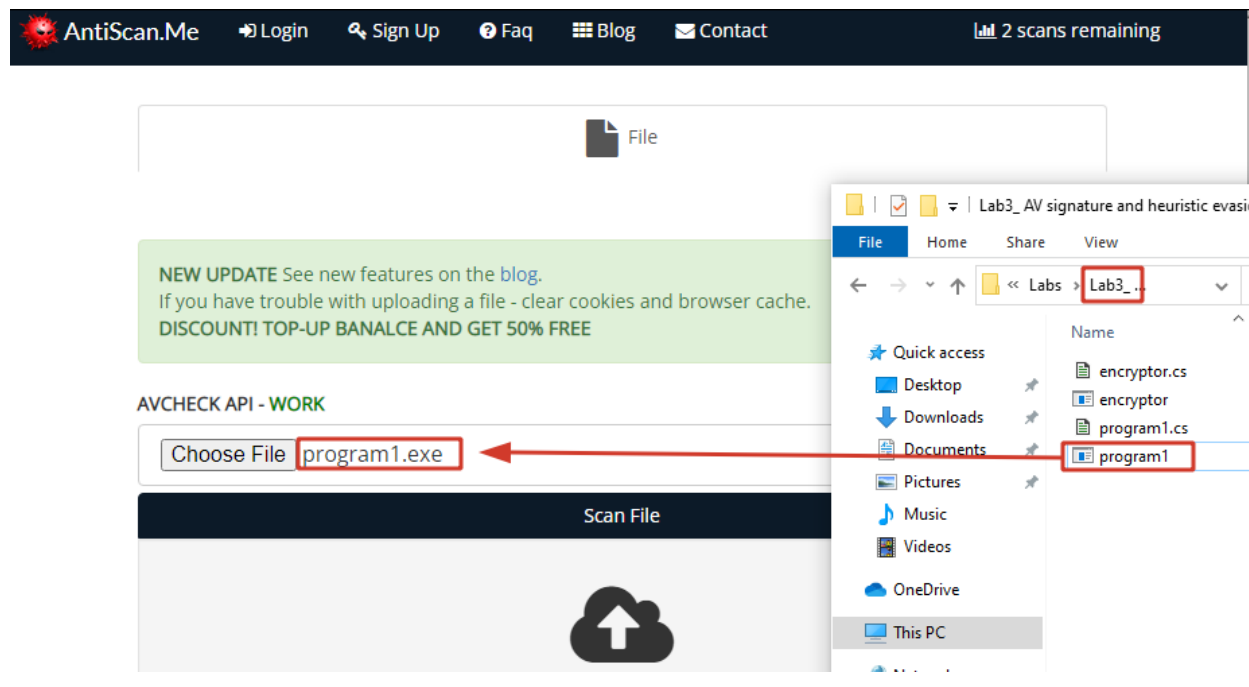 AntiScan.Me Login Sign Up Faq Blog Contact 2 scans remaining
File
NEW UPDATE See new features on the blog.
If you have trouble with uploading a file - clear cookies and browser cache.
DISCOUNT! TOP-UP BANALCE AND GET 50% FREE
AVCHECK API - WORK
Choose File program1.exe
Scan File
Lab3_ AV signature and heuristic evasi
File Home Share View
« Labs › Lab3_ ...
Name
Quick access
Desktop
Downloads
Documents
Pictures
Music
Videos
OneDrive
This PC
encryptor.cs
encryptor
program1.cs
program1